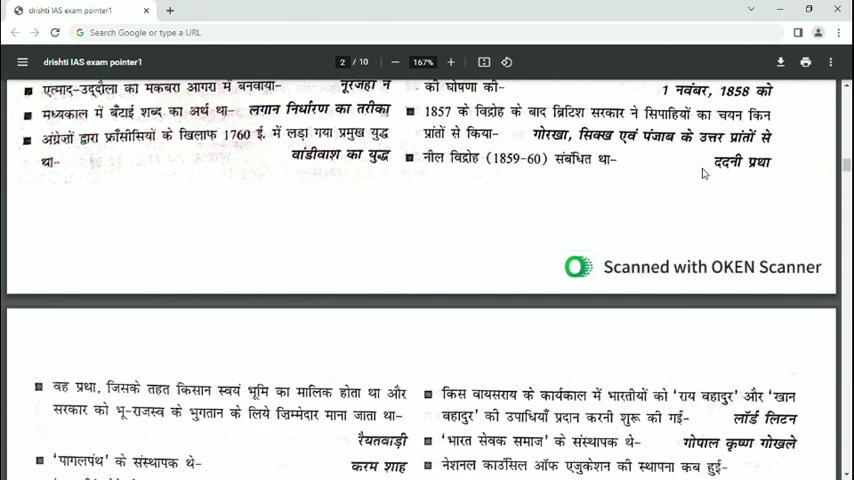 drishti IAS exam pointer1
Search Google or type a URL
drishti IAS exam pointer1
2 / 10
167%
एत्माद-उद्दौला का मकबरा आगरा में बनवाया- नूरजहाँ ने
मध्यकाल में बँटाई शब्द का अर्थ था- लगान निर्धारण का तरीका
अंग्रेजों द्वारा फ्राँसीसियों के खिलाफ 1760 ई. में लड़ा गया प्रमुख युद्ध
था- वांडीवाश का युद्ध
की घोषणा की- 1 नवंबर, 1858 को
1857 के विद्रोह के बाद ब्रिटिश सरकार ने सिपाहियों का चयन किन
प्रांतों से किया- गोरखा, सिक्ख एवं पंजाब के उत्तर प्रांतों से
नील विद्रोह (1859-60) संबंधित था- ददनी प्रथा
Scanned with OKEN Scanner
वह प्रथा, जिसके तहत किसान स्वयं भूमि का मालिक होता था और
सरकार को भू-राजस्व के भुगतान के लिये ज़िम्मेदार माना जाता था-
रैयतवाड़ी
'पागलपंथ' के संस्थापक थे- करम शाह
किस वायसराय के कार्यकाल में भारतीयों को 'राय बहादुर' और 'खान
बहादुर' की उपाधियाँ प्रदान करनी शुरू की गई- लॉर्ड लिटन
'भारत सेवक समाज' के संस्थापक थे- गोपाल कृष्ण गोखले
नेशनल काउंसिल ऑफ एजुकेशन की स्थापना कब हुई-